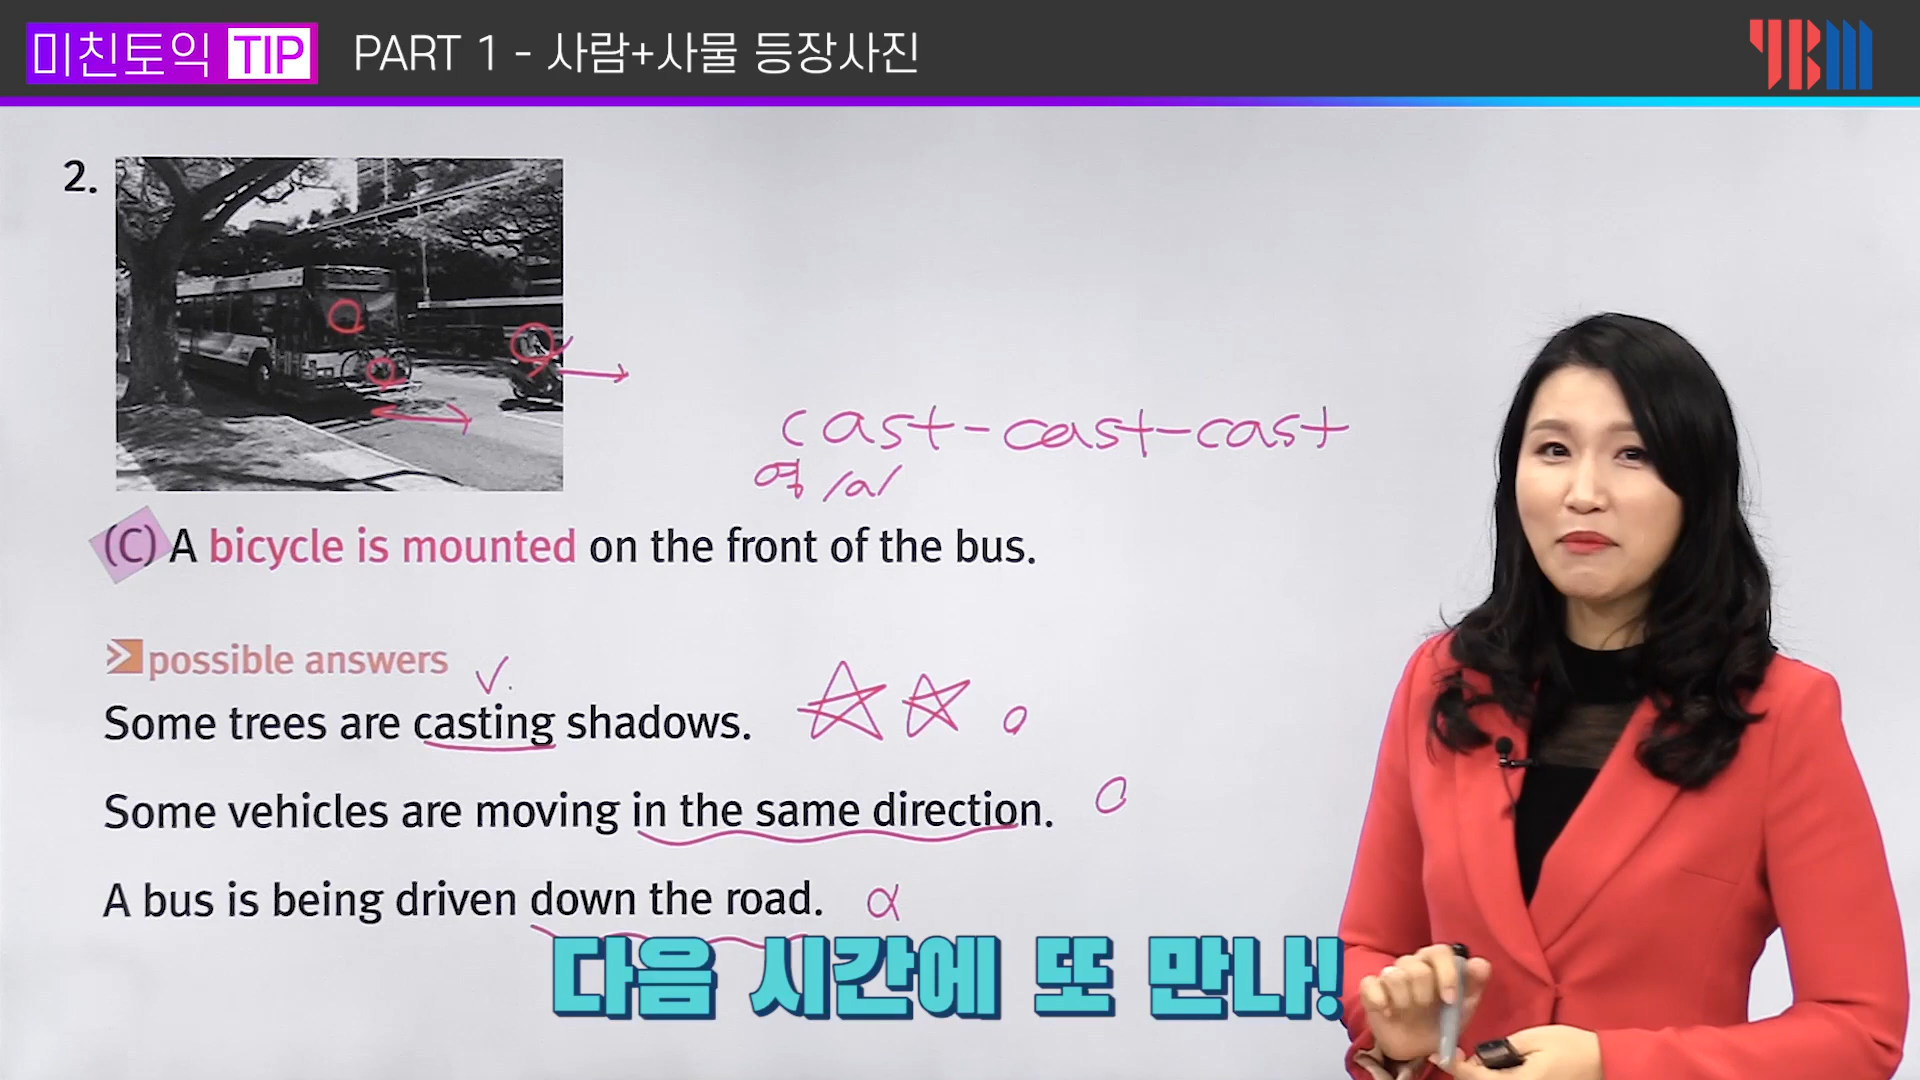 미친토익 TIP PART 1 - 사람+사물 등장사진 YBM
2.
cast-cast-cast
영 /a/
(C) A bicycle is mounted on the front of the bus.
possible answers
Some trees are casting shadows.
Some vehicles are moving in the same direction.
A bus is being driven down the road.
다음 시간에 또 만나!